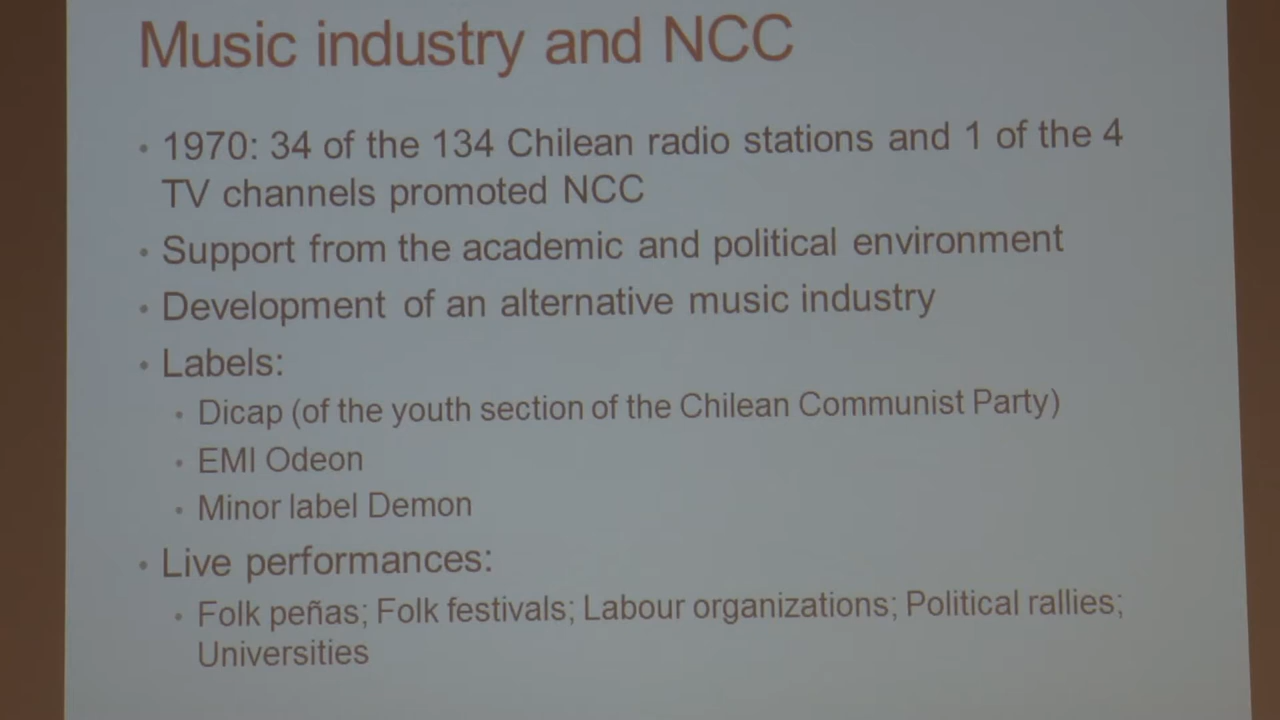 Music industry and NCC
• 1970: 34 of the 134 Chilean radio stations and 1 of the 4
TV channels promoted NCC
• Support from the academic and political environment
• Development of an alternative music industry
• Labels:
• Dicap (of the youth section of the Chilean Communist Party)
• EMI Odeon
• Minor label Demon
• Live performances:
• Folk peñas; Folk festivals; Labour organizations; Political rallies;
Universities